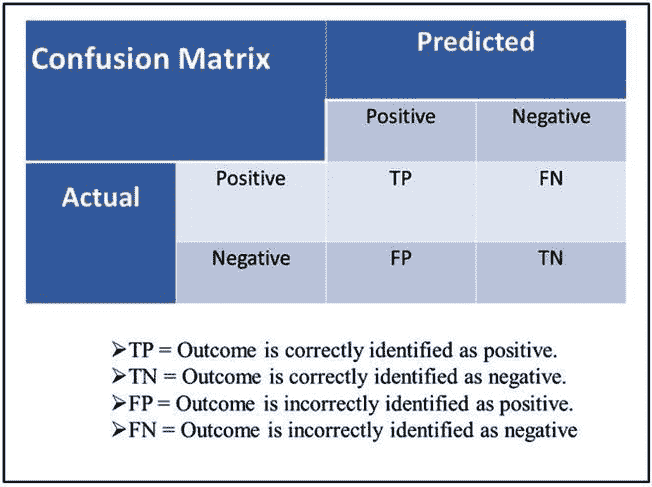 Confusion Matrix
Predicted
Positive Negative
Actual
Positive TP FN
Negative FP TN
➢TP = Outcome is correctly identified as positive.
➢TN = Outcome is correctly identified as negative.
➢FP = Outcome is incorrectly identified as positive.
➢FN = Outcome is incorrectly identified as negative